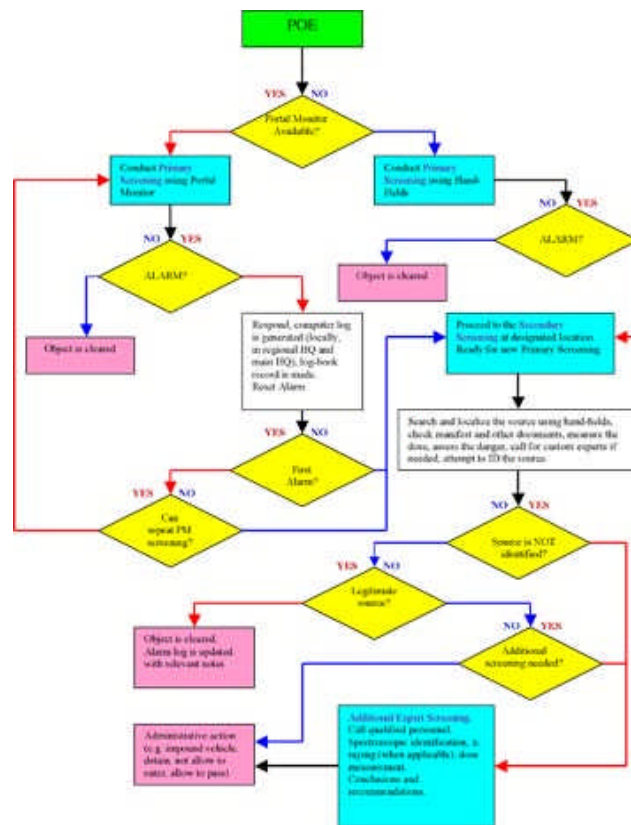 POE
YES NO
Portal Monitor
Available?
Conduct Primary
Screening using Portal
Monitor
Conduct Primary
Screening using Hand-
Fields
NO YES
ALARM?
NO YES
ALARM?
Object is cleared
Object is cleared
Respond, computer log
is generated (locally,
in regional HQ and
main HQ), log-book
record is made.
Reset Alarm
Proceed to the Secondary
Screening at designated location.
Ready for new Primary Screening
Search and localize the source using hand-fields,
check manifest and other documents, measure the
dose, assess the danger, call for custom experts if
needed, attempt to ID the source.
YES NO
First
Alarm?
YES NO
Can
repeat PM
screening?
NO YES
Source is NOT
identified?
YES NO
Legitimate
source?
NO YES
Additional
screening needed?
Object is cleared.
Alarm log is updated
with relevant notes
Administrative action
(e.g. impound vehicle,
detain, not allow to
enter, allow to pass)
Additional Expert Screening.
Call qualified personnel.
Spectroscopic identification, x-
raying (when applicable), dose
measurement.
Conclusions and
recommendations.